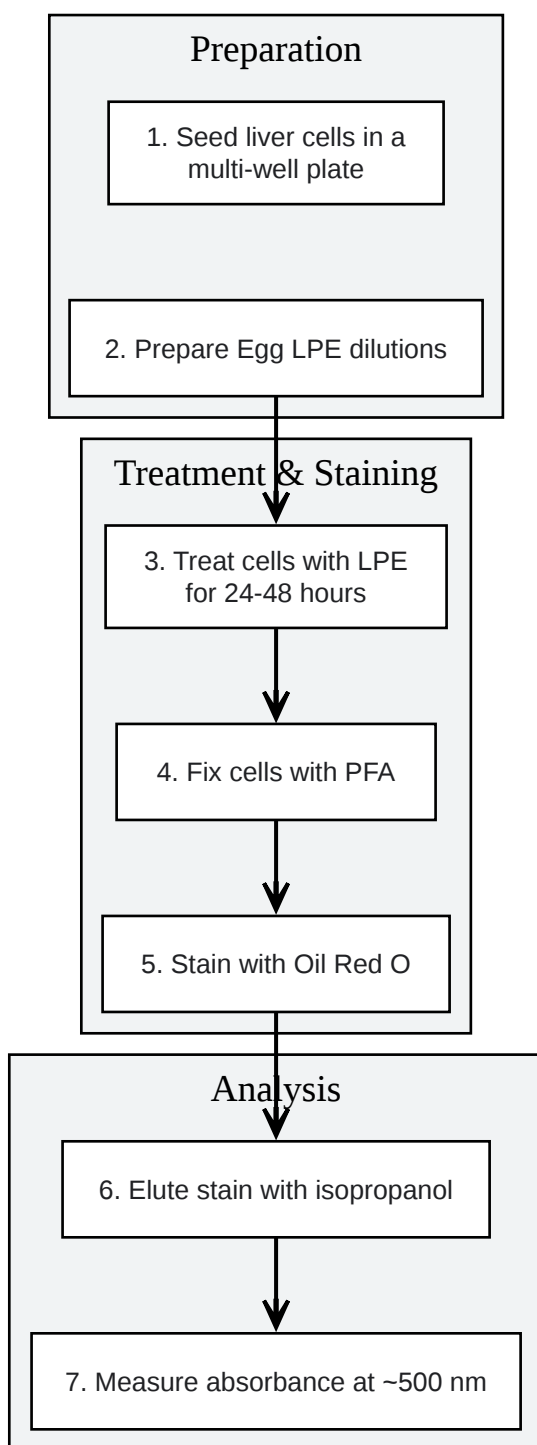 Preparation
1. Seed liver cells in a
multi-well plate
2. Prepare Egg LPE dilutions
Treatment & Staining
3. Treat cells with LPE
for 24-48 hours
4. Fix cells with PFA
5. Stain with Oil Red O
Analysis
6. Elute stain with isopropanol
7. Measure absorbance at ~500 nm